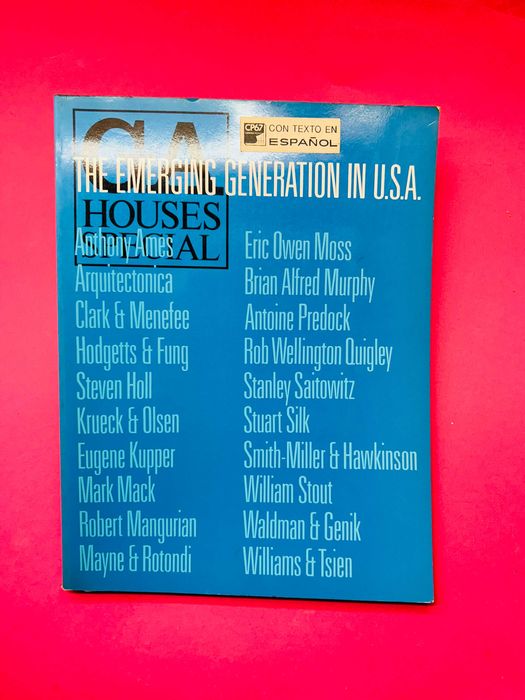 GA
CP67
CON TEXTO EN
ESPAÑOL
THE EMERGING GENERATION IN U.S.A.
HOUSES
SPECIAL
Anthony Ames
Arquitectonica
Clark & Menefee
Hodgetts & Fung
Steven Holl
Krueck & Olsen
Eugene Kupper
Mark Mack
Robert Mangurian
Mayne & Rotondi
Eric Owen Moss
Brian Alfred Murphy
Antoine Predock
Rob Wellington Quigley
Stanley Saitowitz
Stuart Silk
Smith-Miller & Hawkinson
William Stout
Waldman & Genik
Williams & Tsien